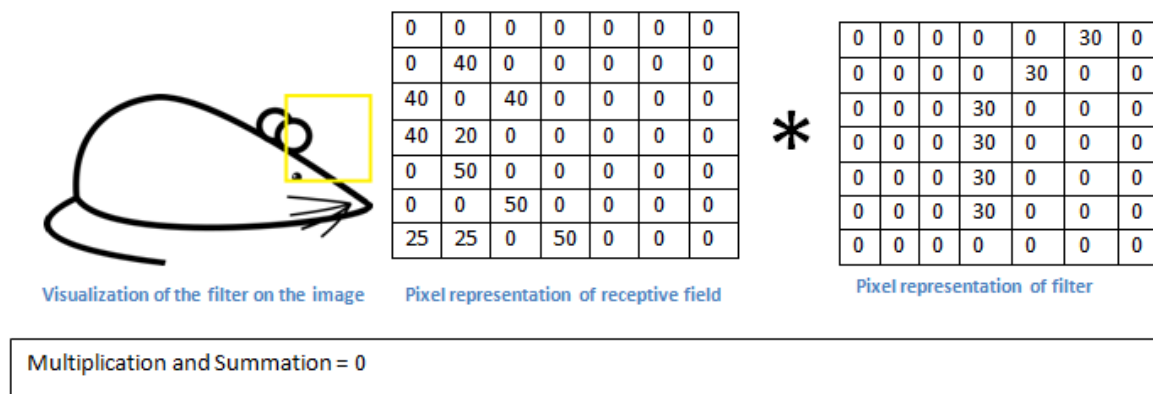 0 0 0 0 0 0 0
0 40 0 0 0 0 0
40 0 40 0 0 0 0
40 20 0 0 0 0 0
0 50 0 0 0 0 0
0 0 50 0 0 0 0
25 25 0 50 0 0 0
*
0 0 0 0 0 30 0
0 0 0 0 30 0 0
0 0 0 30 0 0 0
0 0 0 30 0 0 0
0 0 0 30 0 0 0
0 0 0 30 0 0 0
0 0 0 0 0 0 0
Visualization of the filter on the image
Pixel representation of receptive field
Pixel representation of filter
Multiplication and Summation = 0